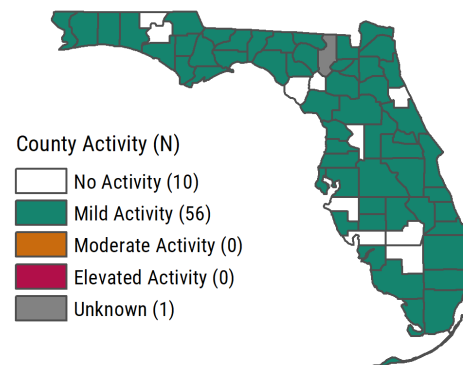 County Activity (N)
No Activity (10)
Mild Activity (56)
Moderate Activity (0)
Elevated Activity (0)
Unknown (1)